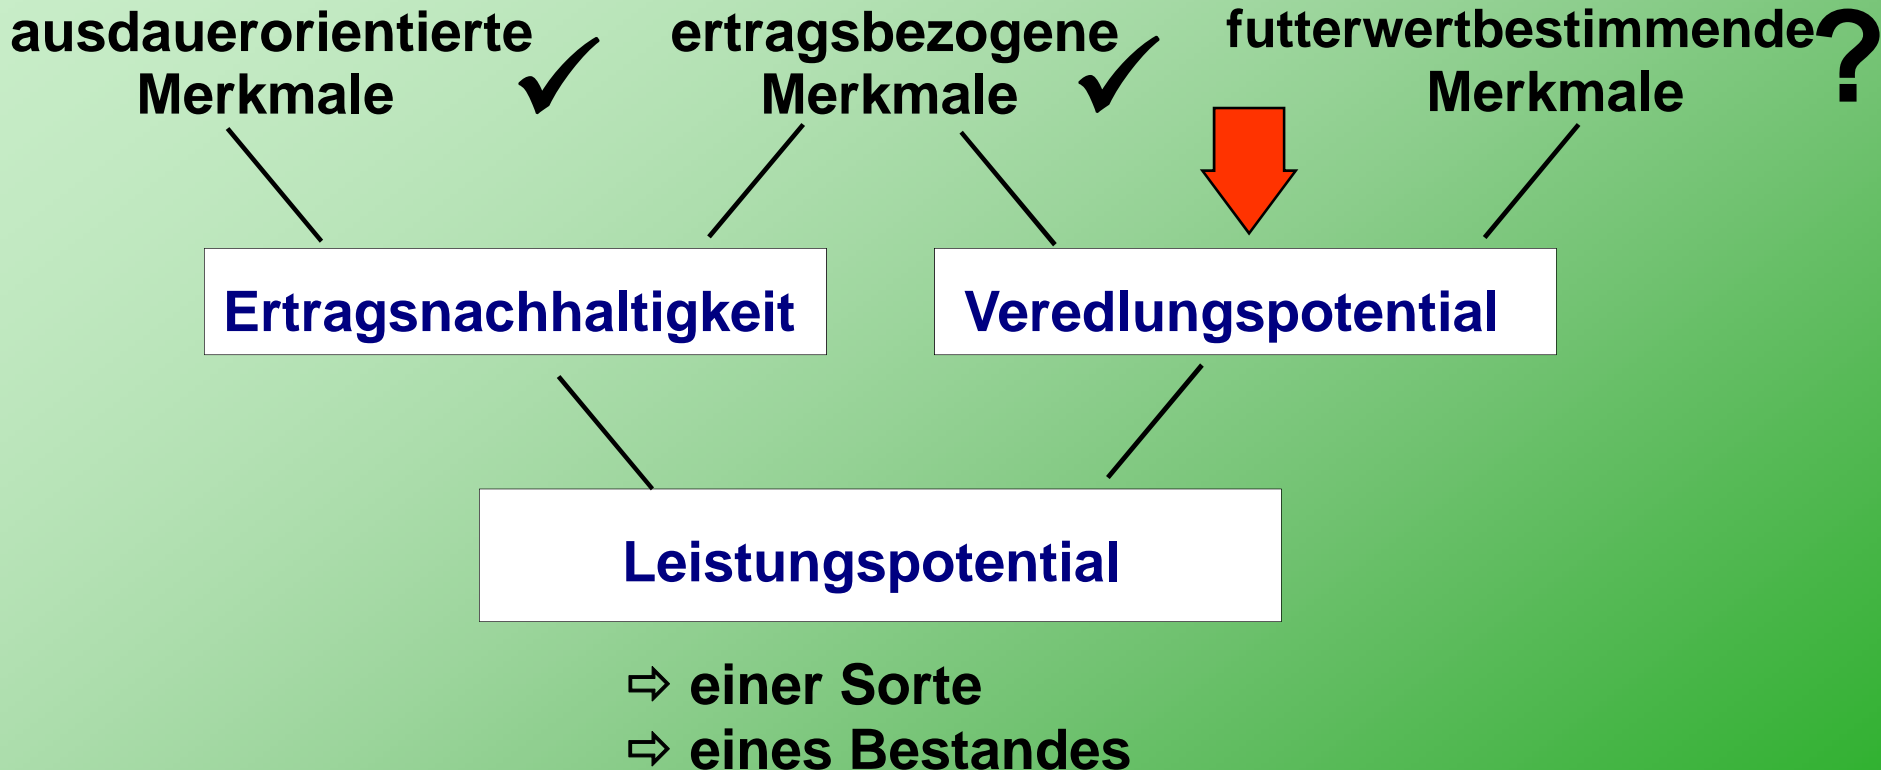 ausdauerorientierte
Merkmale ✓
ertragsbezogene
Merkmale ✓
futterwertbestimmende ?
Merkmale
Ertragsnachhaltigkeit
Veredlungspotential
Leistungspotential
⇨ einer Sorte
⇨ eines Bestandes